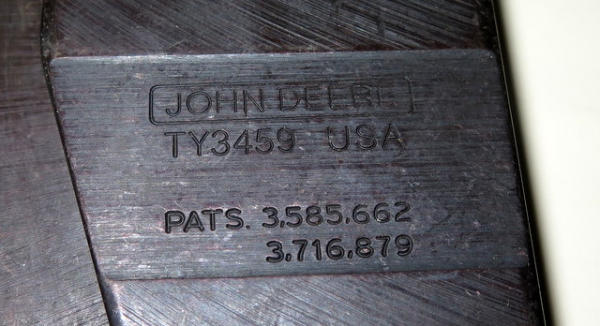 JOHN DEERE
TY3459 USA
PATS. 3,585,662
3,716,879